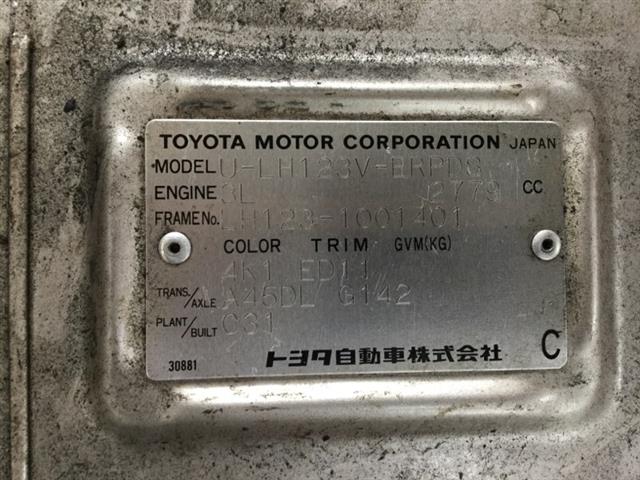 TOYOTA MOTOR CORPORATION JAPAN
MODEL U-LH123V-BRPDS
ENGINE 3L 2779 CC
FRAME No. LH123-1001401
COLOR TRIM GVM(KG)
4K1 ED11
TRANS./AXLE A45DL G142
PLANT/BUILT C31
30881 トヨタ自動車株式会社 C